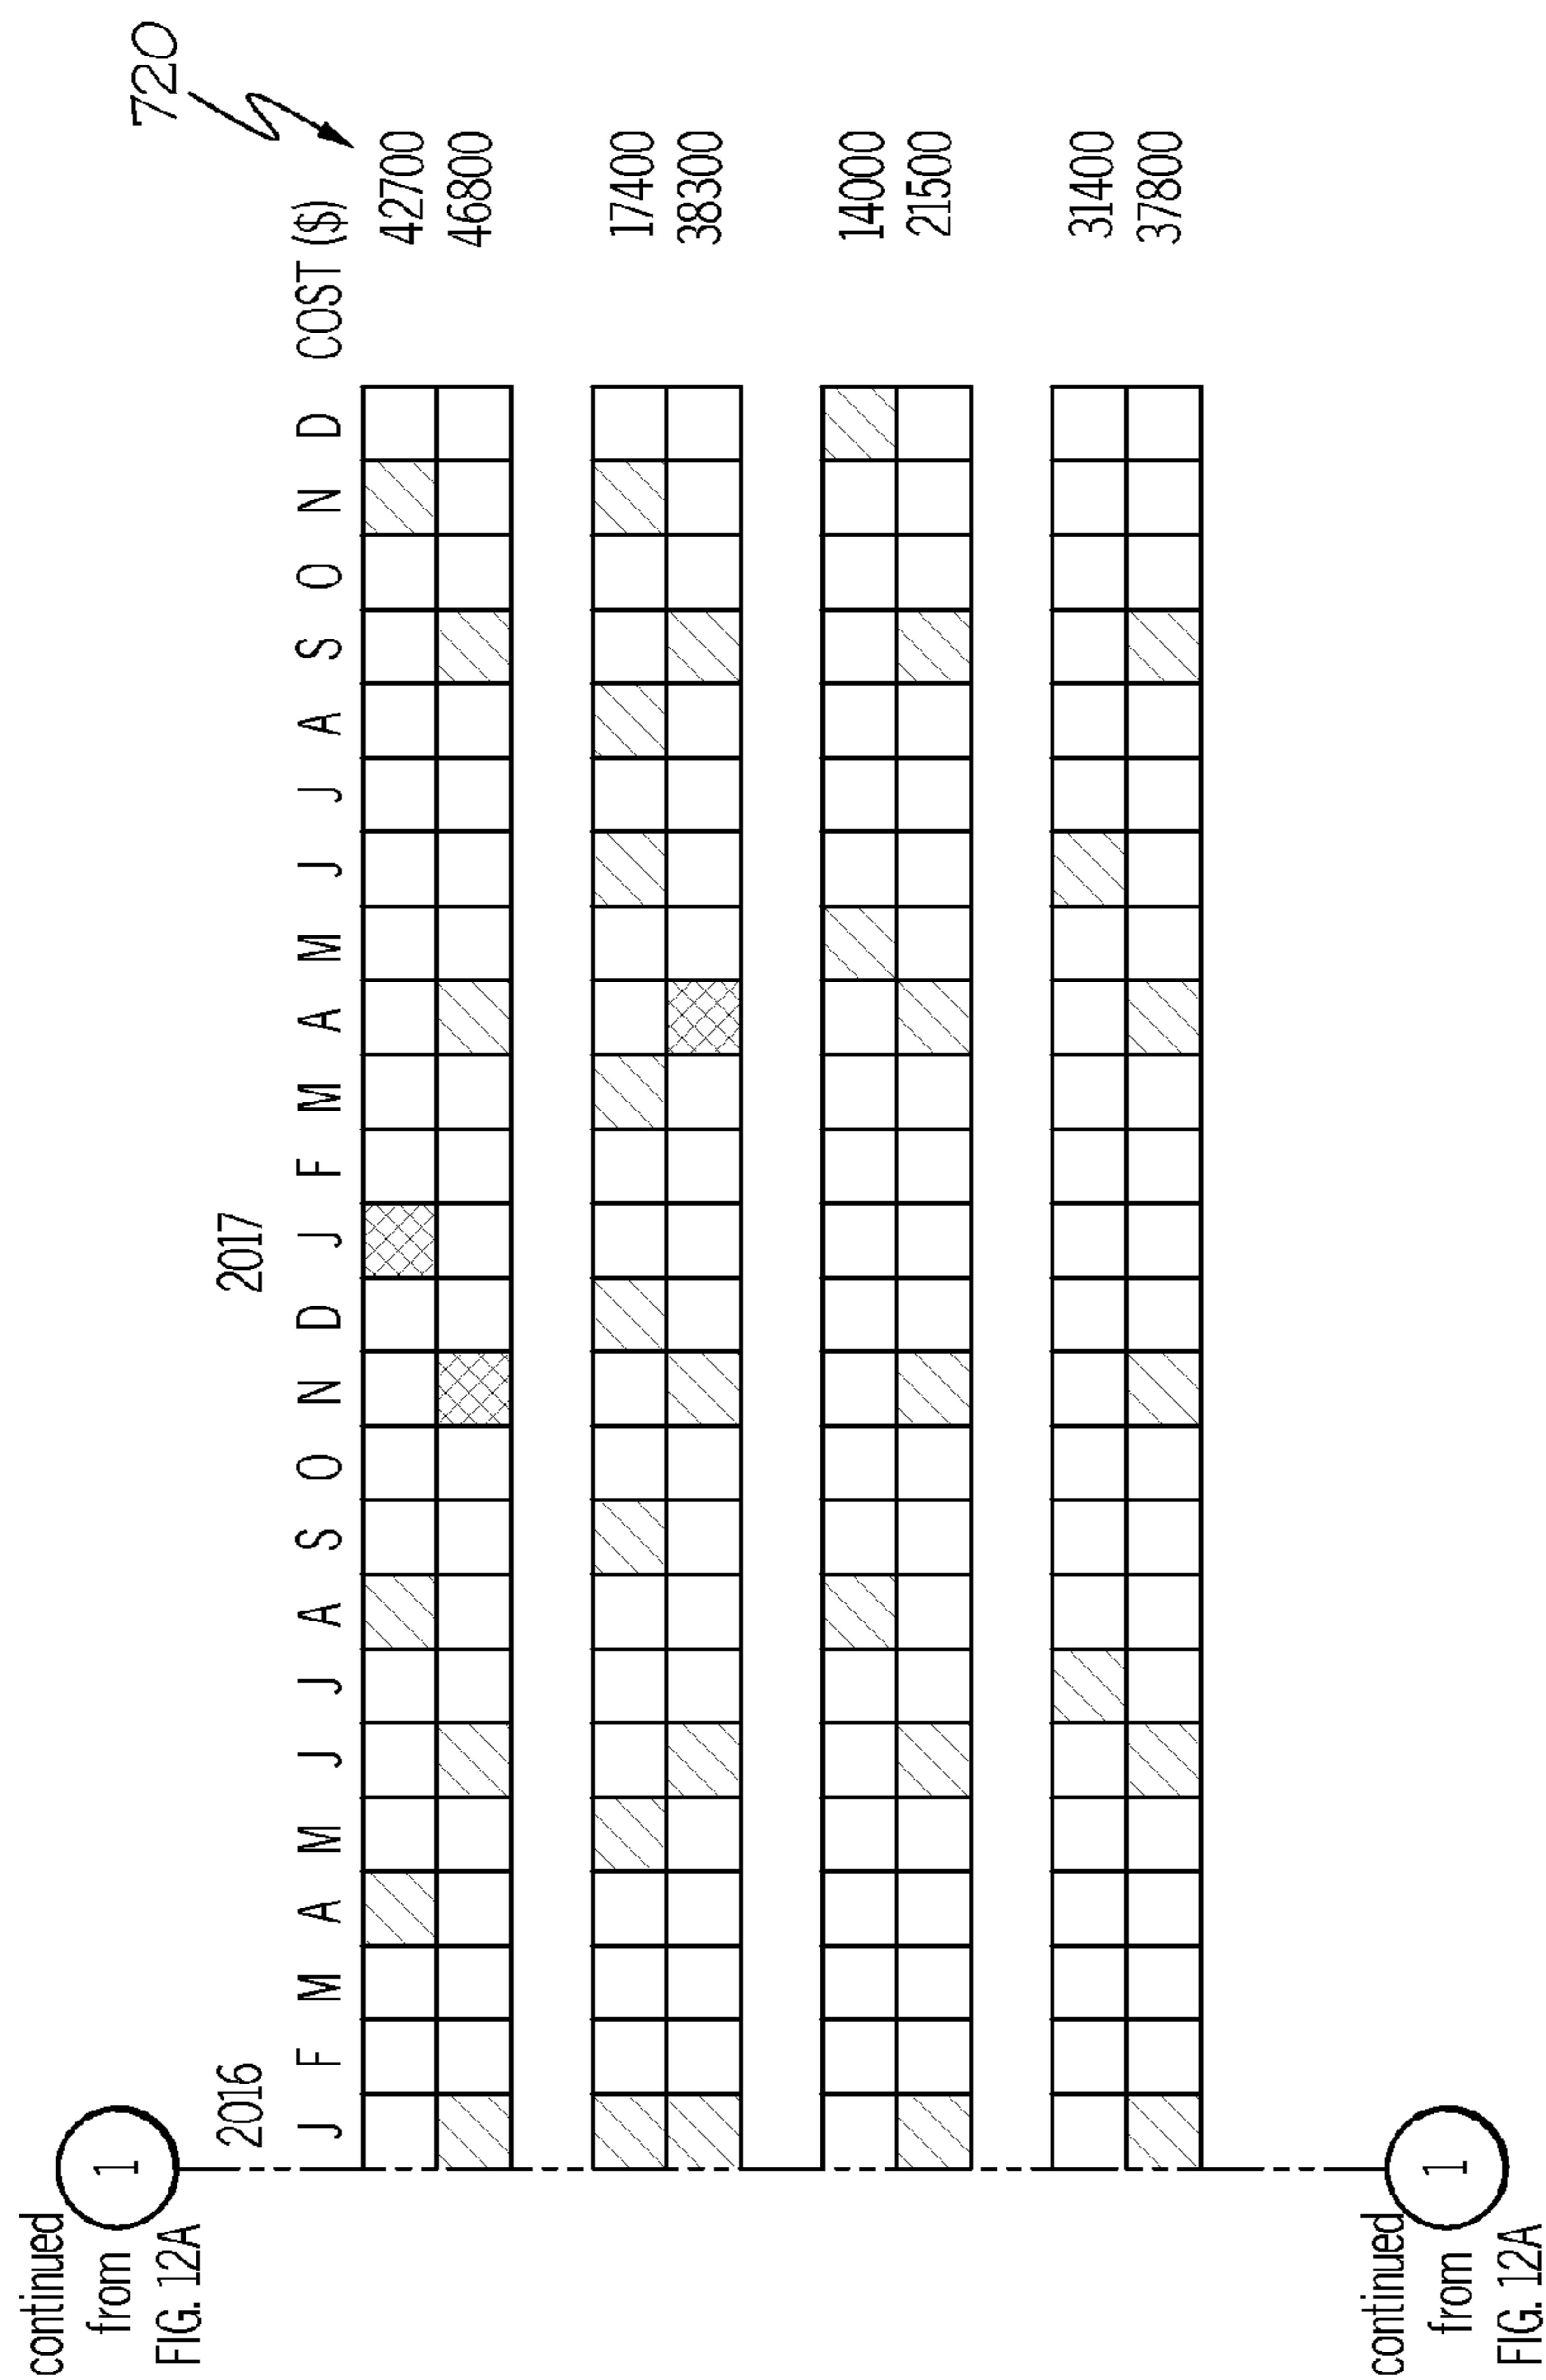 720
continued
from
FIG. 12A
1
2016
2017
J F M A M J J A S O N D J F M A M J J A S O N D COST ($)
42700
46800
17400
38300
14000
21500
31400
37800
continued
from
FIG. 12A
1